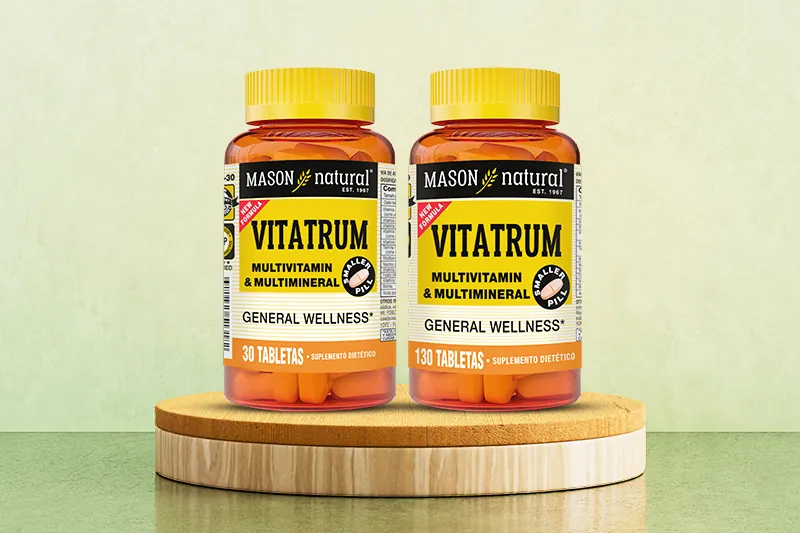 MASON natural®
EST. 1967
NEW
FORMULA
VITATRUM
MULTIVITAMIN
& MULTIMINERAL
SMALLER
PILL
GENERAL WELLNESS*
30 TABLETAS • SUPLEMENTO DIETÉTICO
MASON natural®
EST. 1967
NEW
FORMULA
VITATRUM
MULTIVITAMIN
& MULTIMINERAL
SMALLER
PILL
GENERAL WELLNESS*
130 TABLETAS • SUPLEMENTO DIETÉTICO